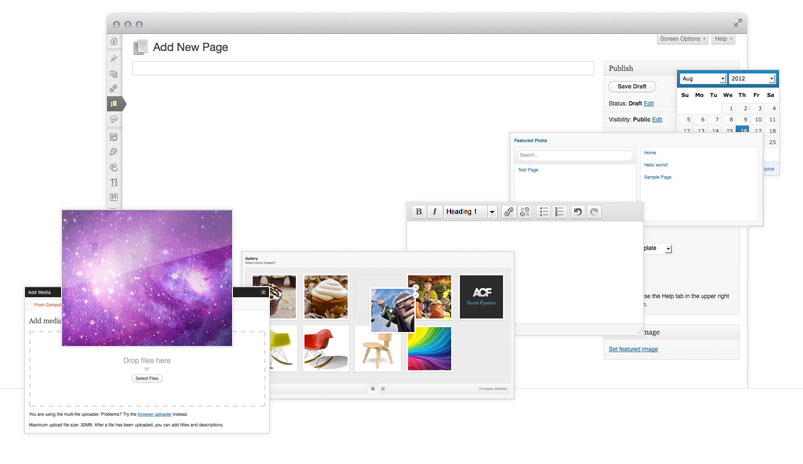 Screen Options
Help
Add New Page
Publish
Save Draft
Status: Draft Edit
Visibility: Public Edit
Aug
2012
Su Mo Tu We Th Fr Sa
1 2 3 4
5 6 7 8 9 10 11
12 13 14 15 16 17 18
25
Featured Posts
Search...
Test Page
Home
Hello world!
Sample Page
B I Heading 1
plate
se the Help tab in the upper right
n.
mage
Set featured image
Gallery
Select some images!
ACF
8 images selected
Add Media
From Comput
Add media
Drop files here
or
Select Files
You are using the multi-file uploader. Problems? Try the browser uploader instead.
Maximum upload file size: 32MB. After a file has been uploaded, you can add titles and descriptions.